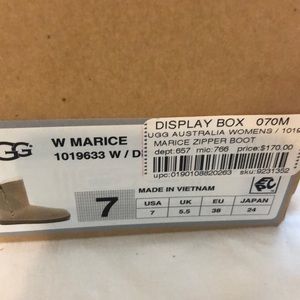 DISPLAY BOX 070M
UGG AUSTRALIA WOMENS / 1019
MARICE ZIPPER BOOT
dept:657 mic:766 price:$170.00
upc:0190108820263 sku:9231352
GG
W MARICE
1019633 W / D
MADE IN VIETNAM
7
USA UK EU JAPAN
7 5.5 38 24